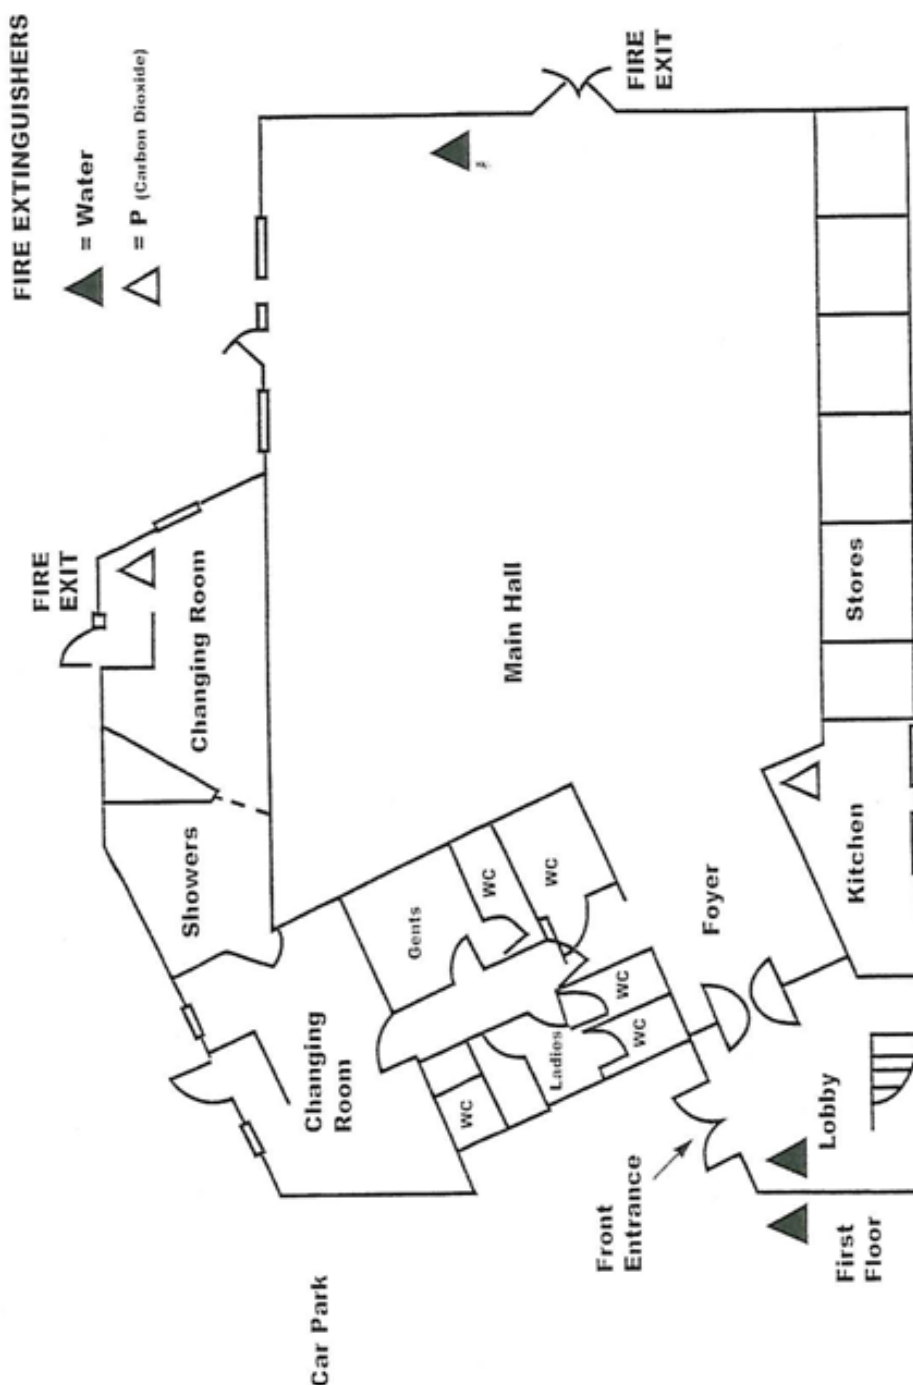 FIRE EXTINGUISHERS
= Water
= P (Carbon Dioxide)
FIRE
EXIT
FIRE
EXIT
Changing Room
Showers
Main Hall
Stores
Gents
WC
WC
Changing
Room
Ladies
WC
WC
WC
Foyer
Kitchen
Lobby
Front
Entrance
First
Floor
Car Park